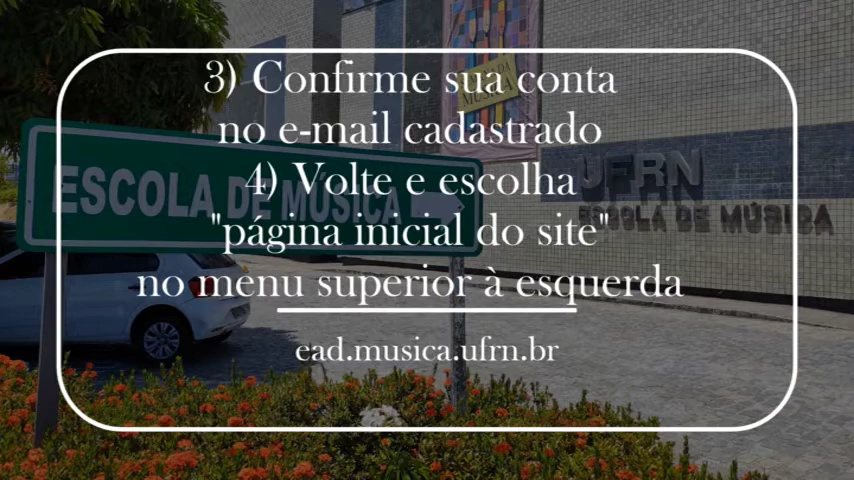 3) Confirme sua conta
no e-mail cadastrado
4) Volte e escolha
"página inicial do site"
no menu superior à esquerda
ead.musica.ufrn.br
ESCOLA DE MÚSICA
MÚSICA
UFRN
ESCOLA DE MÚSICA